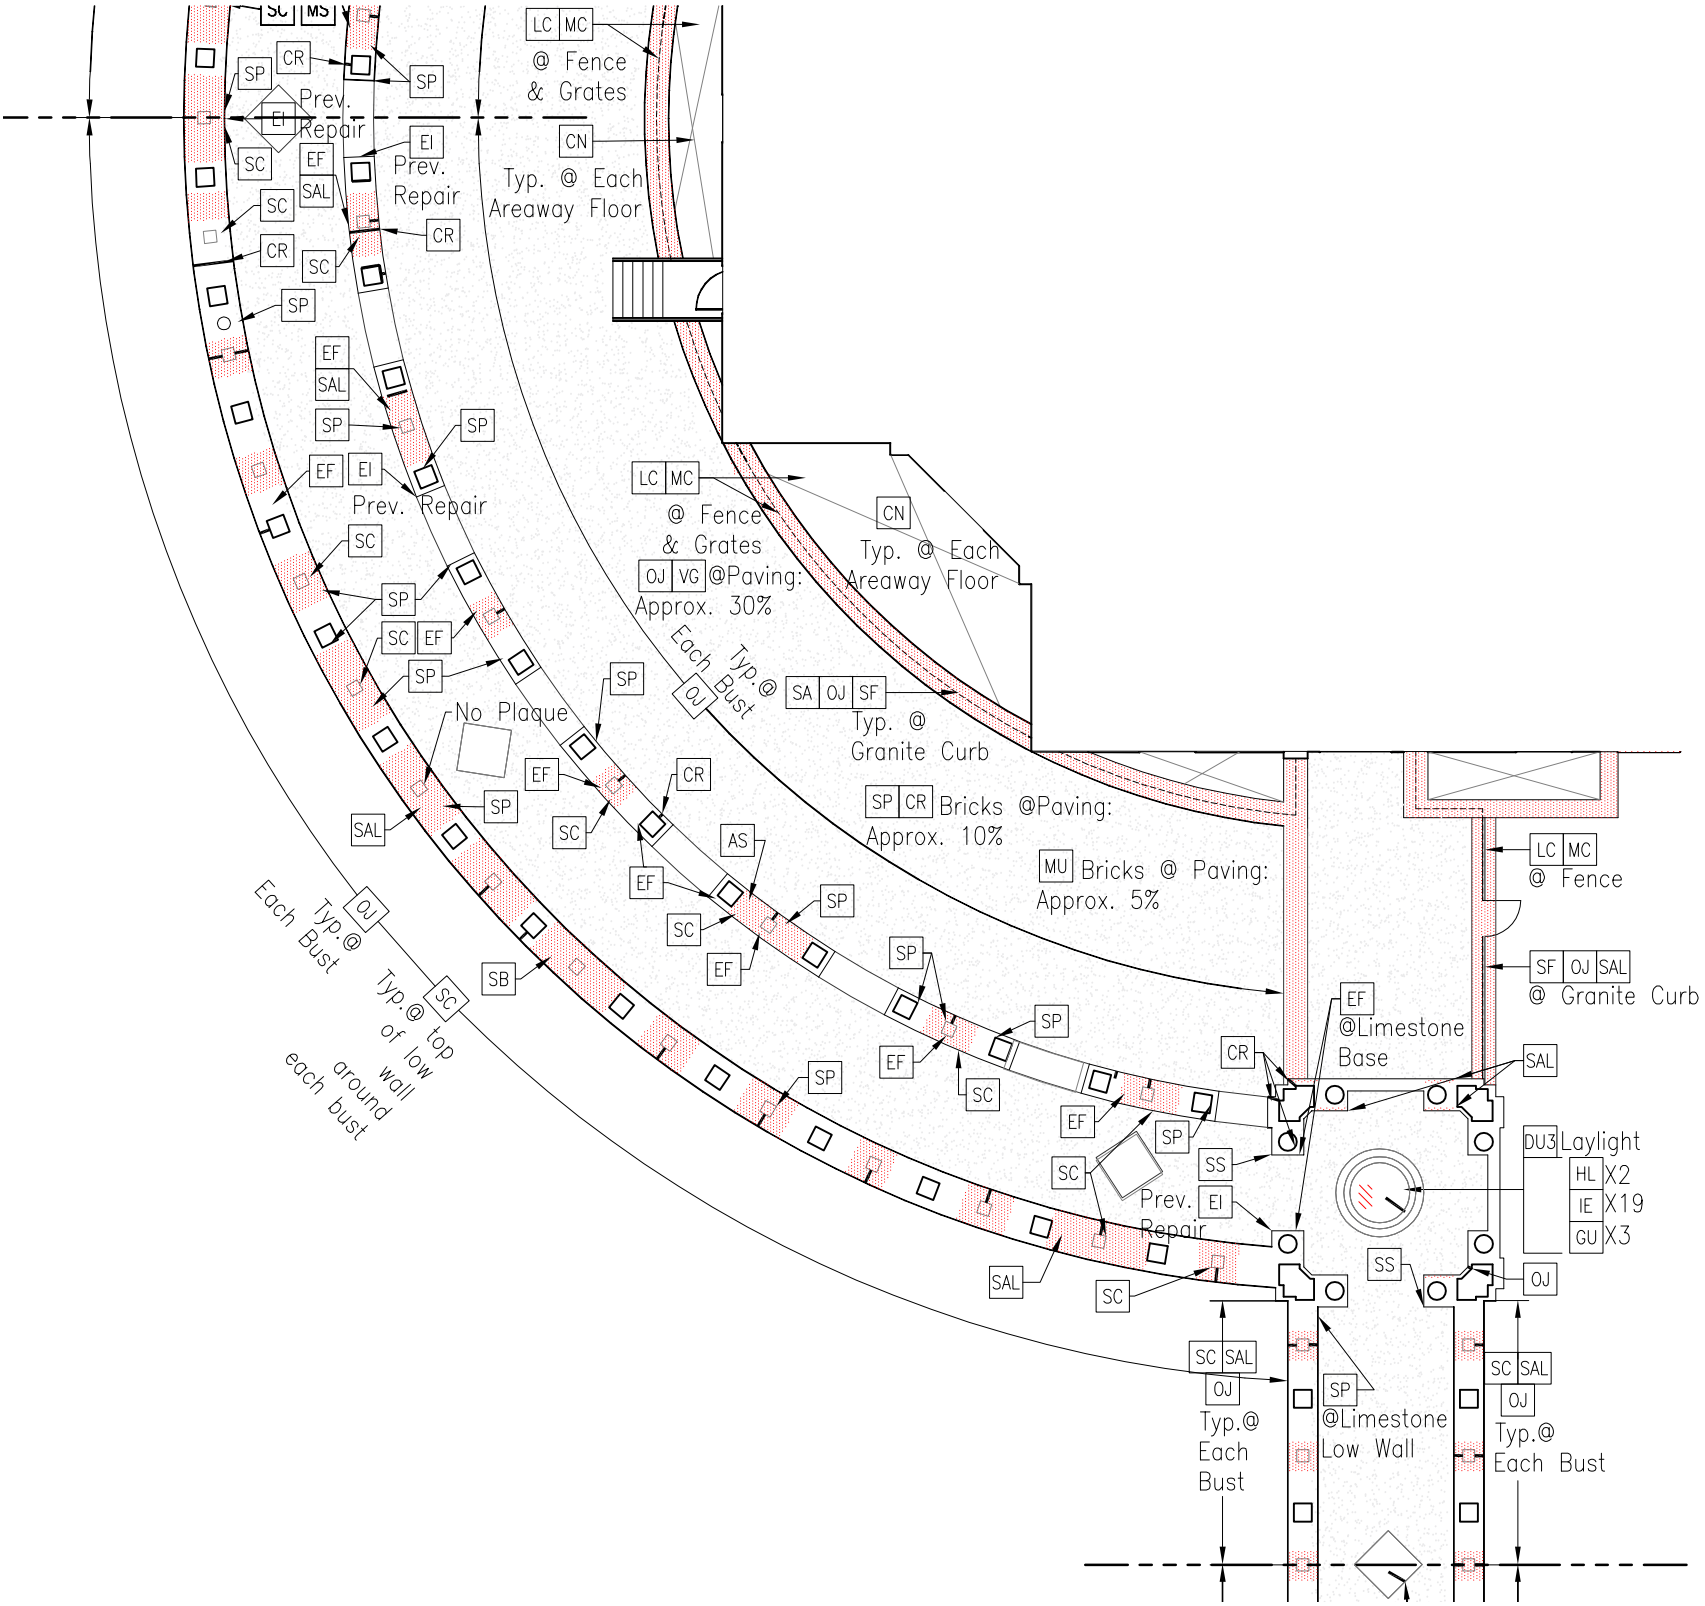 SC MS
LC MC
@ Fence
& Grates
CR
SP
SP
Prev.
Repair
EI
EI
Prev.
Repair
CN
Typ. @ Each
Areaway Floor
SC
EF
SAL
SC
CR
CR
SC
SP
EF
SAL
SP
SP
EF
EI
Prev. Repair
LC MC
@ Fence
& Grates
CN
Typ. @ Each
Areaway Floor
SC
OJ VG @Paving:
Approx. 30%
SP
SC EF
SP
Typ.@
Each Bust
OJ
SP
SA OJ SF
Typ. @
Granite Curb
No Plaque
EF
CR
SP
SC
SAL
SP CR Bricks @Paving:
Approx. 10%
AS
MU Bricks @ Paving:
Approx. 5%
LC MC
@ Fence
EF
SP
SC
OJ
Typ.@
Each Bust
EF
SB
SP
SC
Typ.@ top
of low
wall
around
each bust
SF OJ SAL
@ Granite Curb
EF
@Limestone
Base
SP
CR
SAL
EF
SP
SC
EF
SP
SC
SS
DU3 Laylight
HL X2
IE X19
GU X3
Prev.
Repair
EI
SAL
SC
SS
OJ
SC SAL
OJ
Typ.@
Each
Bust
SP
@Limestone
Low Wall
SC SAL
OJ
Typ.@
Each Bust